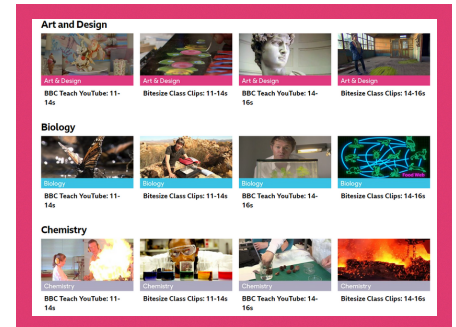 Art and Design
Art & Design
Art & Design
Art & Design
Art & Design
BBC Teach YouTube: 11-
14s
Bitesize Class Clips: 11-14s
BBC Teach YouTube: 14-
16s
Bitesize Class Clips: 14-16s
Biology
Biology
Biology
Biology
Biology
BBC Teach YouTube: 11-
14s
Bitesize Class Clips: 11-14s
BBC Teach YouTube: 14-
16s
Bitesize Class Clips: 14-16s
Chemistry
Chemistry
Chemistry
Chemistry
Chemistry
BBC Teach YouTube: 11-
14s
Bitesize Class Clips: 11-14s
BBC Teach YouTube: 14-
16s
Bitesize Class Clips: 14-16s